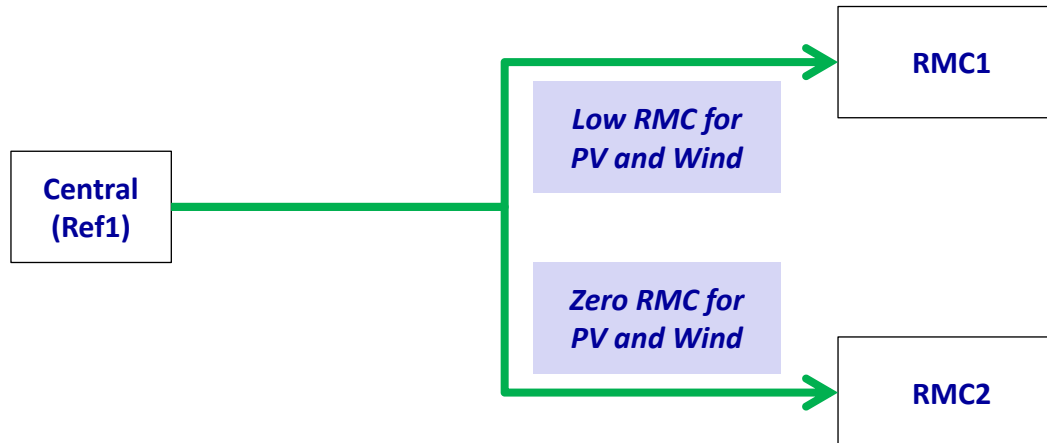 RMC1
Low RMC for
PV and Wind
Central
(Ref1)
Zero RMC for
PV and Wind
RMC2